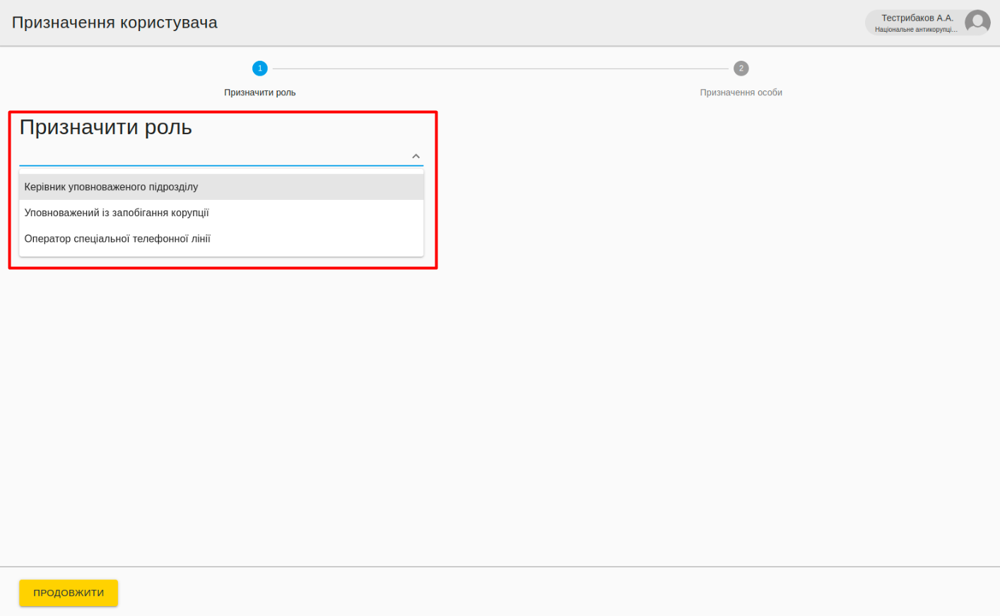 Призначення користувача
Тестрибаков А.А.
Національне антикорупці...
1
2
Призначити роль
Призначення особи
Призначити роль
Керівник уповноваженого підрозділу
Уповноважений із запобігання корупції
Оператор спеціальної телефонної лінії
ПРОДОВЖИТИ